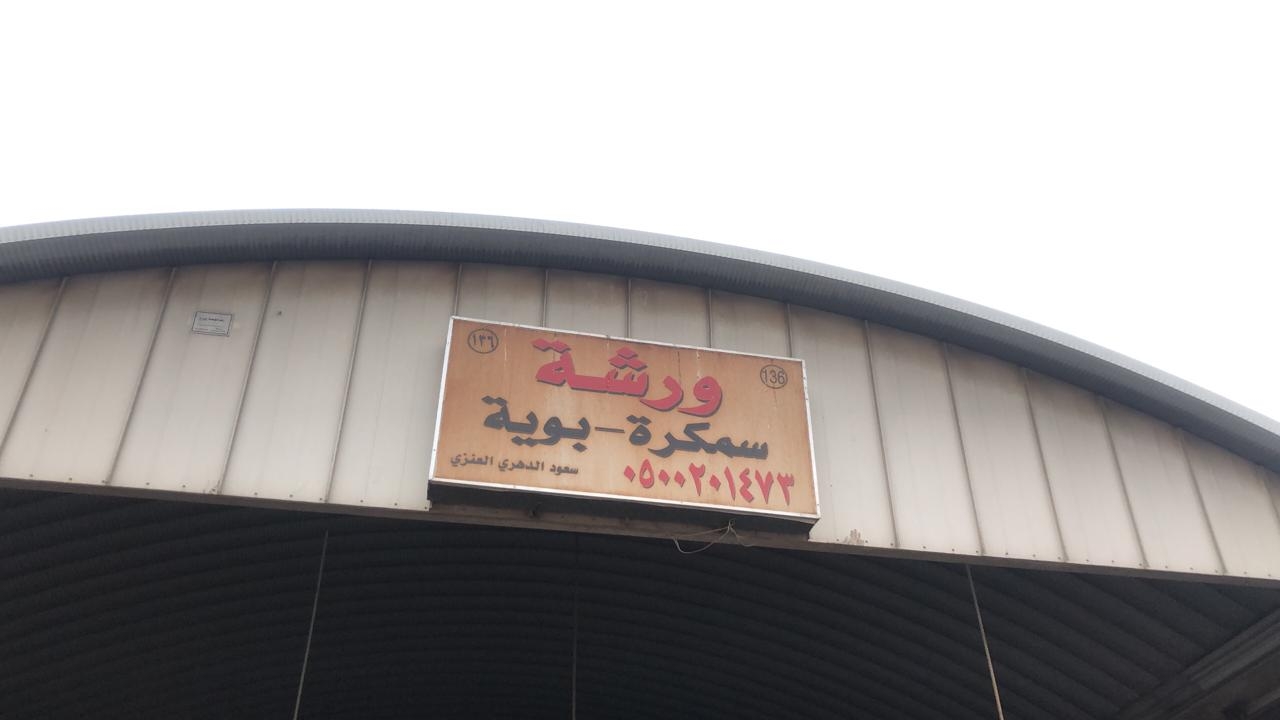 ١٣٦
136
ورشة
سمكرة - بوية
سعود الدهري العنزي
٠٥٠٠٢٠١٤٧٣